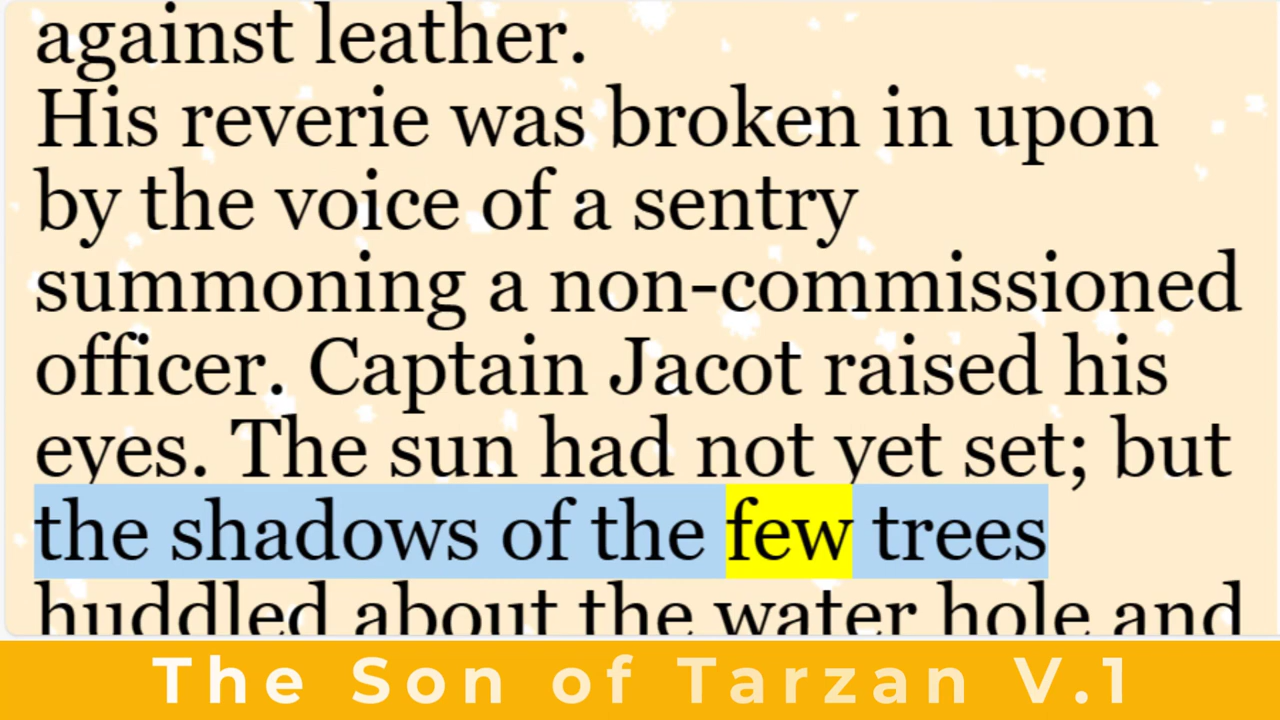 against leather.
His reverie was broken in upon
by the voice of a sentry
summoning a non-commissioned
officer. Captain Jacot raised his
eyes. The sun had not yet set; but
the shadows of the few trees
huddled about the water hole and
The Son of Tarzan V.1